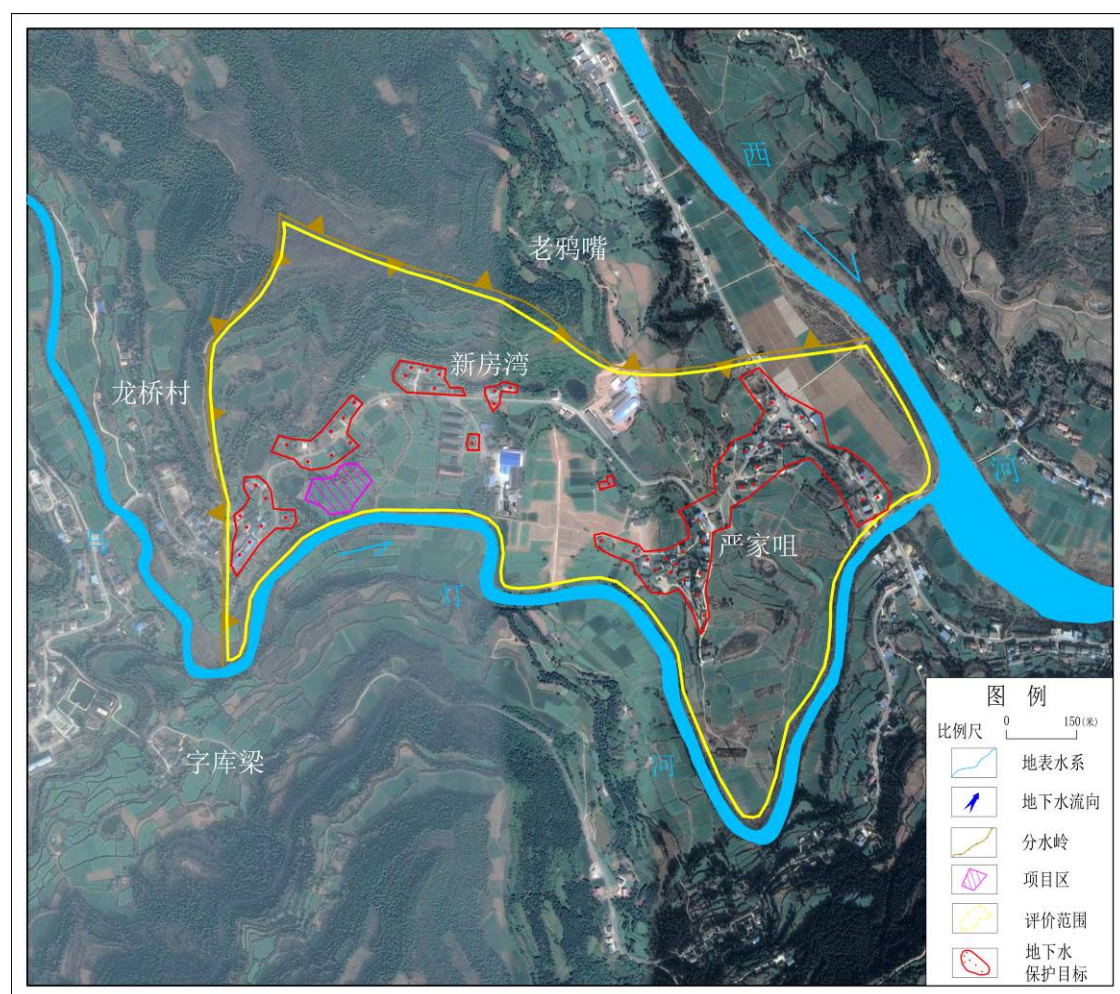 西
老鸦嘴
新房湾
龙桥村
河
严家咀
灯
河
字库梁
图 例
比例尺 0 150(米)
地表水系
地下水流向
分水岭
项目区
评价范围
地下水
保护目标